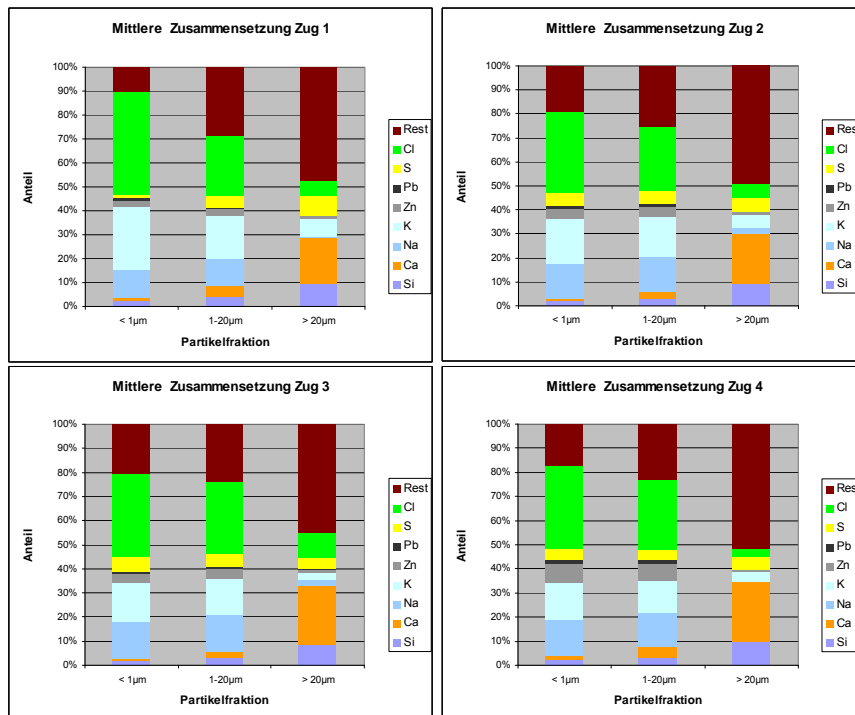 Mittlere Zusammensetzung Zug 1
100%
90%
80%
70%
60%
50%
40%
30%
20%
10%
0%
Anteil
< 1µm
1-20µm
> 20µm
Partikelfraktion
Rest
Cl
S
Pb
Zn
K
Na
Ca
Si
Mittlere Zusammensetzung Zug 2
100%
90%
80%
70%
60%
50%
40%
30%
20%
10%
0%
Anteil
< 1µm
1-20µm
> 20µm
Partikelfraktion
Rest
Cl
S
Pb
Zn
K
Na
Ca
Si
Mittlere Zusammensetzung Zug 3
100%
90%
80%
70%
60%
50%
40%
30%
20%
10%
0%
Anteil
< 1µm
1-20µm
> 20µm
Partikelfraktion
Rest
Cl
S
Pb
Zn
K
Na
Ca
Si
Mittlere Zusammensetzung Zug 4
100%
90%
80%
70%
60%
50%
40%
30%
20%
10%
0%
Anteil
< 1µm
1-20µm
> 20µm
Partikelfraktion
Rest
Cl
S
Pb
Zn
K
Na
Ca
Si